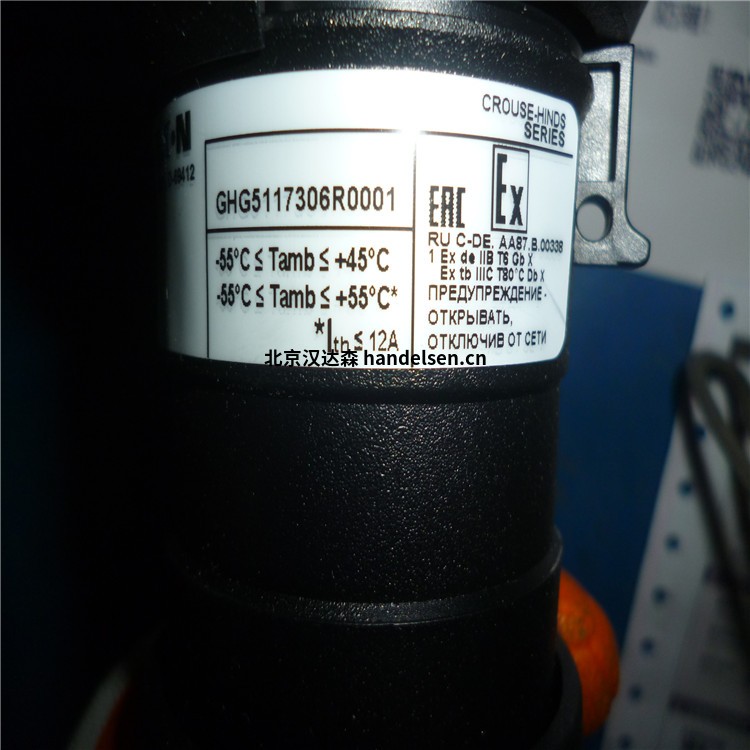 CROUSE-HINDS
SERIES
N
49412
GHG5117306R0001
-55°C ≤ Tamb ≤ +45°C
-55°C ≤ Tamb ≤ +55°C*
*Ith ≤ 12A
EAC
Ex
RU C-DE. AA87.B.00338
1 Ex de IIB T6 Gb X
Ex tb IIIC T80°C Db X
ПРЕДУПРЕЖДЕНИЕ -
ОТКРЫВАТЬ,
ОТКЛЮЧИВ ОТ СЕТИ
北京汉达森 handelsen.cn